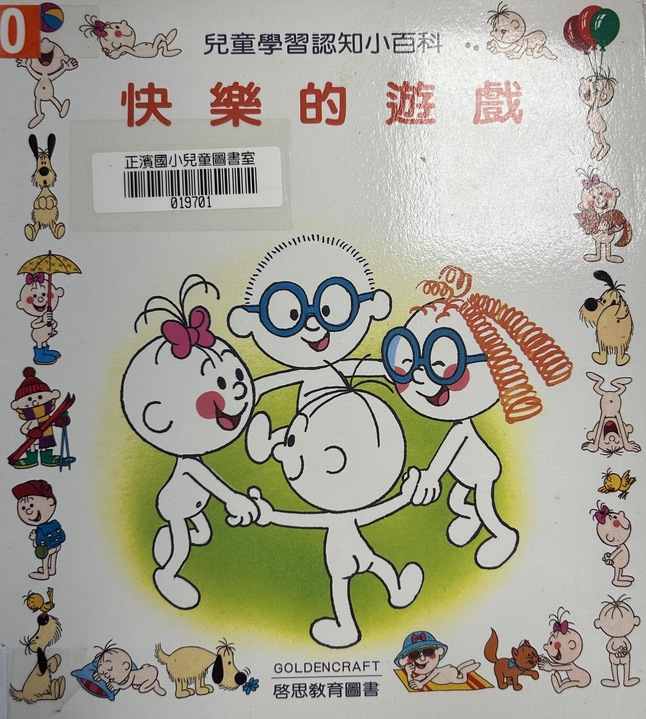 0
兒童學習認知小百科
快樂的遊戲
正濱國小兒童圖書室
019701
GOLDENCRAFT
啓思教育圖書